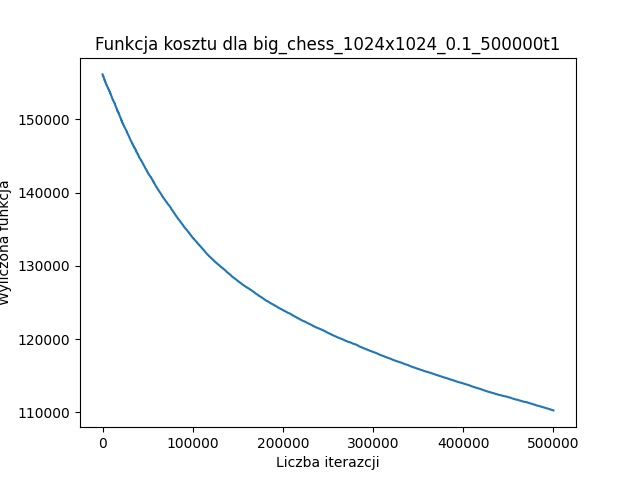 Funkcja kosztu dla big_chess_1024x1024_0.1_500000t1
150000
140000
130000
120000
110000
Wyliczona funkcja
0 100000 200000 300000 400000 500000
Liczba iterazcji